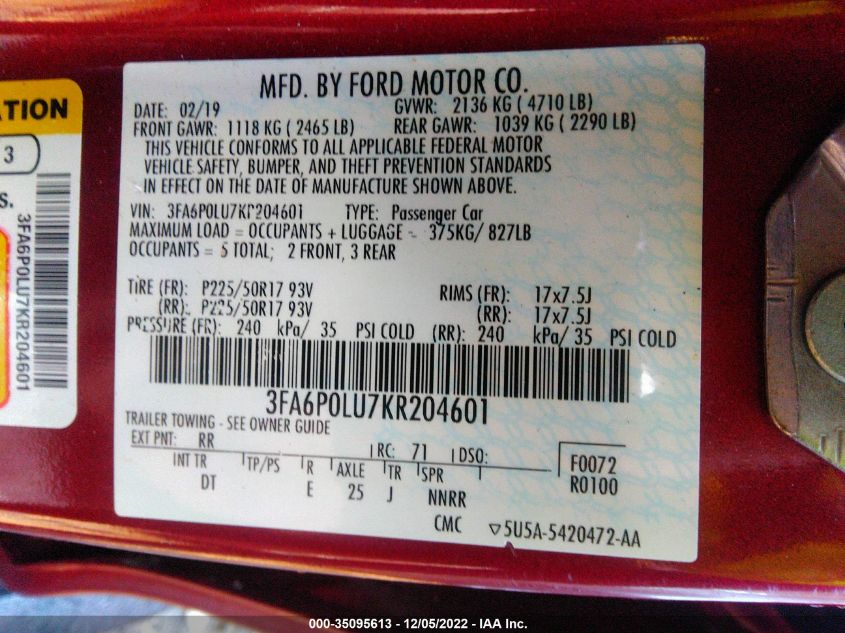 ATION
3
S.
3FA6P0LU7KR204601
MFD. BY FORD MOTOR CO.
DATE: 02/19 GVWR: 2136 KG ( 4710 LB)
FRONT GAWR: 1118 KG ( 2465 LB) REAR GAWR: 1039 KG ( 2290 LB)
THIS VEHICLE CONFORMS TO ALL APPLICABLE FEDERAL MOTOR
VEHICLE SAFETY, BUMPER, AND THEFT PREVENTION STANDARDS
IN EFFECT ON THE DATE OF MANUFACTURE SHOWN ABOVE.
VIN: 3FA6P0LU7KR204601 TYPE: Passenger Car
MAXIMUM LOAD = OCCUPANTS + LUGGAGE = 375KG/ 827LB
OCCUPANTS = 5 TOTAL; 2 FRONT, 3 REAR
TIRE (FR): P225/50R17 93V RIMS (FR): 17x7.5J
(RR): P225/50R17 93V (RR): 17x7.5J
PRESSURE (FR): 240 kPa/ 35 PSI COLD (RR): 240 kPa/ 35 PSI COLD
3FA6P0LU7KR204601
TRAILER TOWING - SEE OWNER GUIDE
EXT PNT: RR RC: 71 DSO: F0072
INT TR TP/PS R AXLE TR SPR R0100
DT E 25 J NNRR
CMC ▽5U5A-5420472-AA
000-35095613 - 12/05/2022 - IAA Inc.